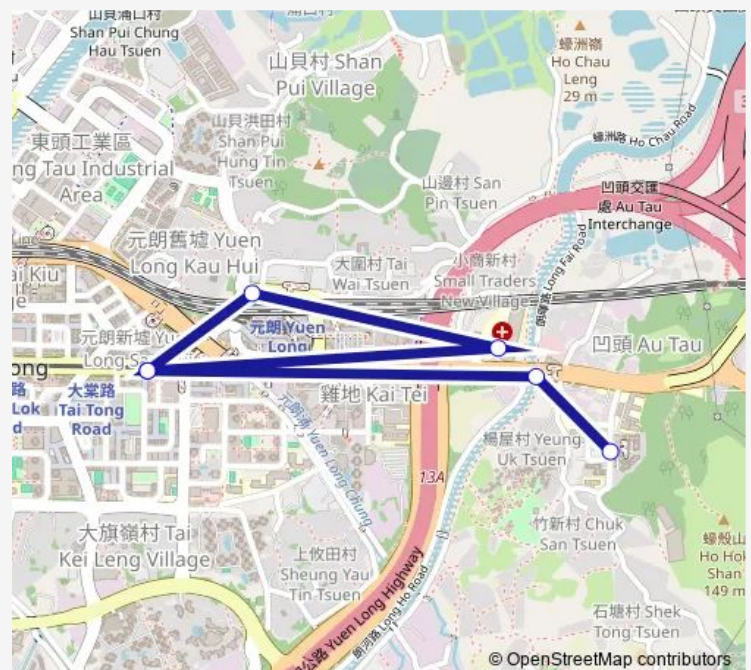 山貝涌口村
Shan Pui Chung
Hau Tsuen
涌口村
蠔洲嶺
Ho Chau
Leng
29 m
山貝村 Shan
Pui Village
蠔洲路 Ho Chau Road
東頭工業區
ng Tau Industrial
Area
山貝洪田村
Shan Pui
Hung Tin
Tsuen
山邊村 San
Pin Tsuen
凹頭交匯
處 Au Tau
Interchange
元朗舊墟 Yuen
Long Kau Hui
大圍村 Tai
Wai Tsuen
小商新村
Small Traders
New Village
朗輝路 Long Fai Road
ai Kiu
ge
元朗新墟 Yu
Long Sa
元朗 Yuen
Long
凹頭 Au Tau
ong
路
Lok
d
大棠路
Tai Tong
Road
雞地 Kai Tei
元朗涌 Yuen Long Chung
13A
楊屋村 Yeung
Uk Tsuen
竹新村 Chuk
San Tsuen
大旗嶺村 Tai
Kei Leng Village
上攸田村
Sheung Yau
Tin Tsuen
公路 Yuen Long Highway
朗河路 Long Ho Road
蠔殼山
Ho Hok
Shan
149 m
石塘村 Shek
Tong Tsuen
© OpenStreetMap contributors